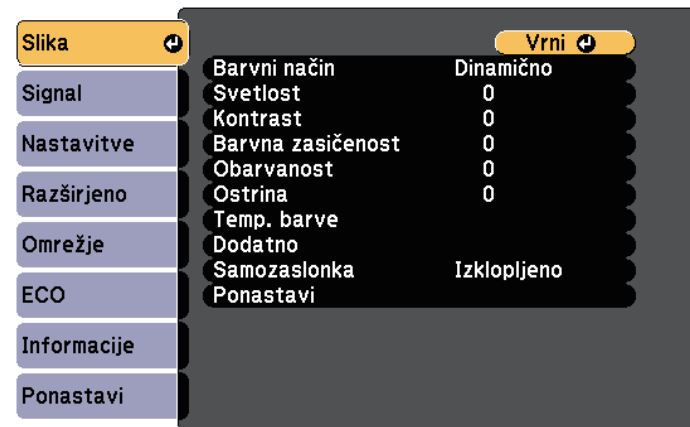 Slika
Signal
Nastavitve
Razširjeno
Omrežje
ECO
Informacije
Ponastavi
Vrni
Barvni način Dinamično
Svetlost 0
Kontrast 0
Barvna zasičenost 0
Obarvanost 0
Ostrina 0
Temp. barve
Dodatno
Samozaslonka Izklopljeno
Ponastavi